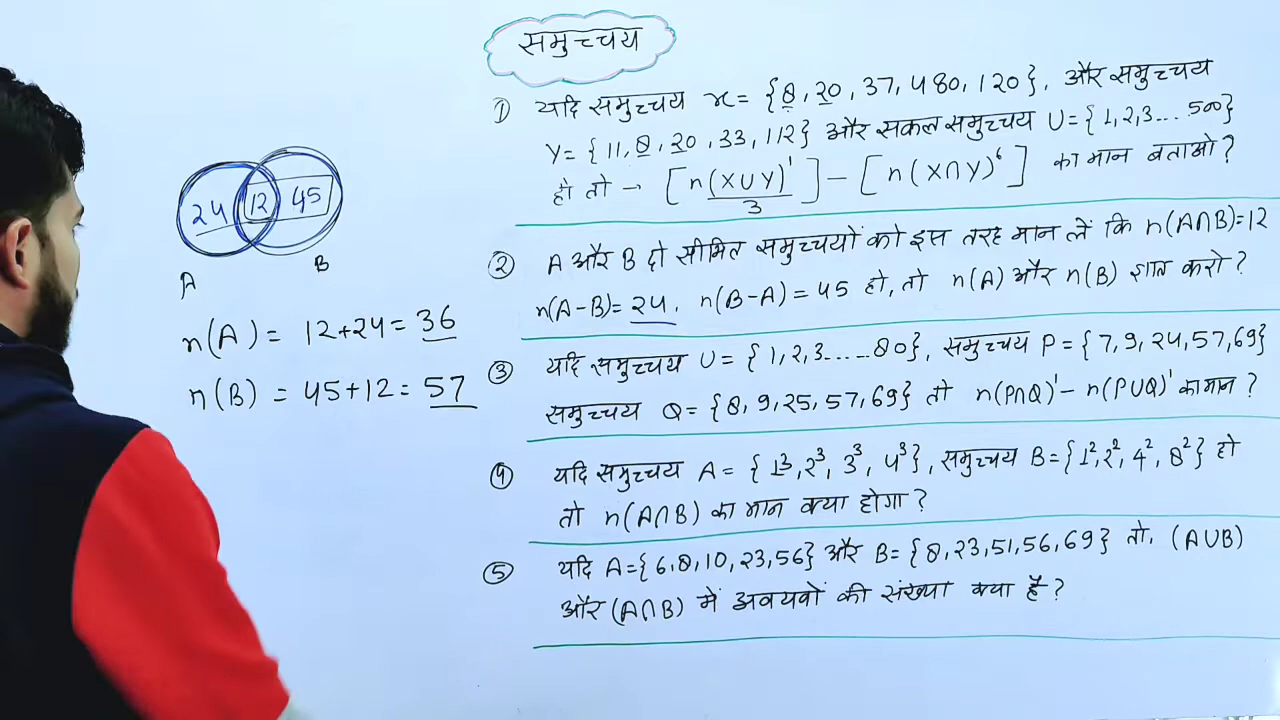 समुच्चय
① यदि समुच्चय x = {8, 20, 37, 480, 120}, और समुच्चय
Y = {11, 8, 20, 33, 112} और सकल समुच्चय U = {1,2,3... 500}
हो तो → [n(X∪Y)'/3] - [n(X∩Y)⁶] का मान बताओ?
② A और B दो सीमित समुच्चयों को इस तरह मान लें कि n(A∩B)=12
n(A-B)= 24, n(B-A) = 45 हो, तो n(A) और n(B) ज्ञात करो?
③ यदि समुच्चय U = {1,2,3.....80}, समुच्चय P = {7,9,24,57,69}
समुच्चय Q = {8, 9, 25, 57, 69} तो n(P∩Q)' - n(P∪Q)' का मान?
④ यदि समुच्चय A = {1³, 2³, 3³, 4³}, समुच्चय B = {1², 2², 4², 8²} हो
तो n(A∩B) का मान क्या होगा?
⑤ यदि A={6,8,10,23,56} और B= {8,23,51,56,69} तो, (A∪B)
और (A∩B) में अवयवों की संख्या क्या है?
24 12 45
A B
n(A) = 12+24 = 36
n(B) = 45+12 = 57